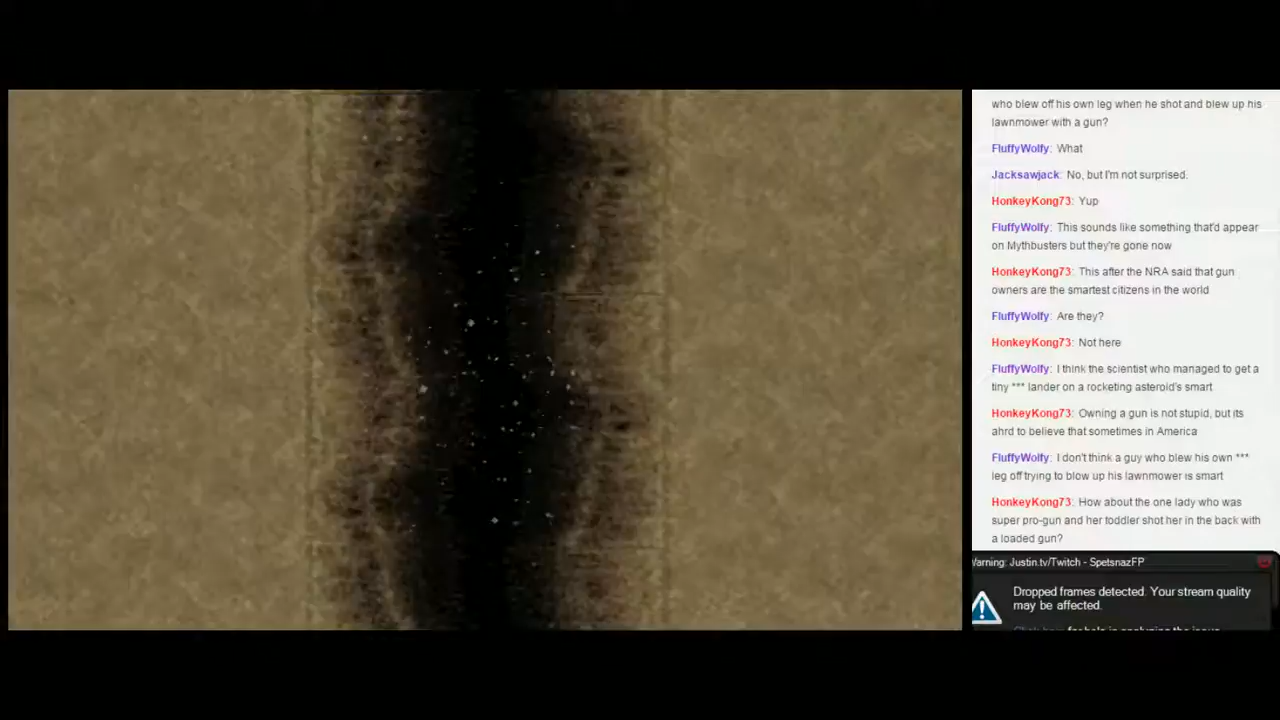 who blew off his own leg when he shot and blew up his
lawnmower with a gun?
FluffyWolfy: What
Jacksawjack: No, but I'm not surprised.
HonkeyKong73: Yup
FluffyWolfy: This sounds like something that'd appear
on Mythbusters but they're gone now
HonkeyKong73: This after the NRA said that gun
owners are the smartest citizens in the world
FluffyWolfy: Are they?
HonkeyKong73: Not here
FluffyWolfy: I think the scientist who managed to get a
tiny *** lander on a rocketing asteroid's smart
HonkeyKong73: Owning a gun is not stupid, but its
ahrd to believe that sometimes in America
FluffyWolfy: I don't think a guy who blew his own ***
leg off trying to blow up his lawnmower is smart
HonkeyKong73: How about the one lady who was
super pro-gun and her toddler shot her in the back with
a loaded gun?
Warning: Justin.tv/Twitch - SpetsnazFP
Dropped frames detected. Your stream quality
may be affected.